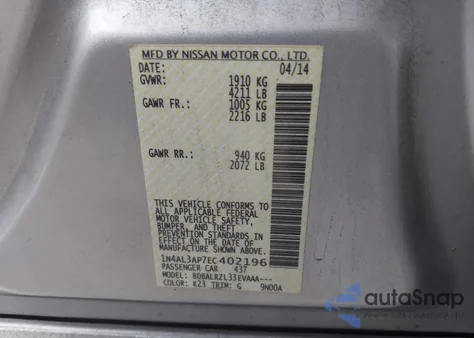 MFD BY NISSAN MOTOR CO., LTD.
DATE: 04/14
GVWR: 1910 KG
4211 LB
GAWR FR.: 1005 KG
2216 LB
GAWR RR.: 940 KG
2072 LB
THIS VEHICLE CONFORMS TO
ALL APPLICABLE FEDERAL
MOTOR VEHICLE SAFETY,
BUMPER, AND THEFT
PREVENTION STANDARDS IN
EFFECT ON THE DATE OF
MANUFACTURE SHOWN ABOVE.
1N4AL3AP7EC402196
PASSENGER CAR 437
MODEL: BDBALRZL33EVAAA---
COLOR: K23 TRIM: G 9N00A
autoSnap